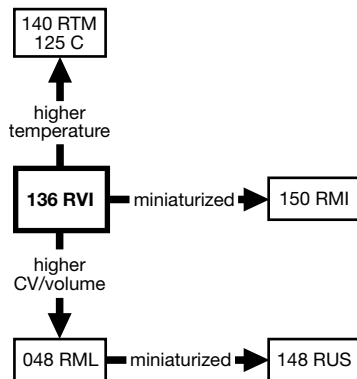 140 RTM
125 C
higher
temperature
136 RVI
miniaturized
150 RMI
higher
CV/volume
048 RML
miniaturized
148 RUS